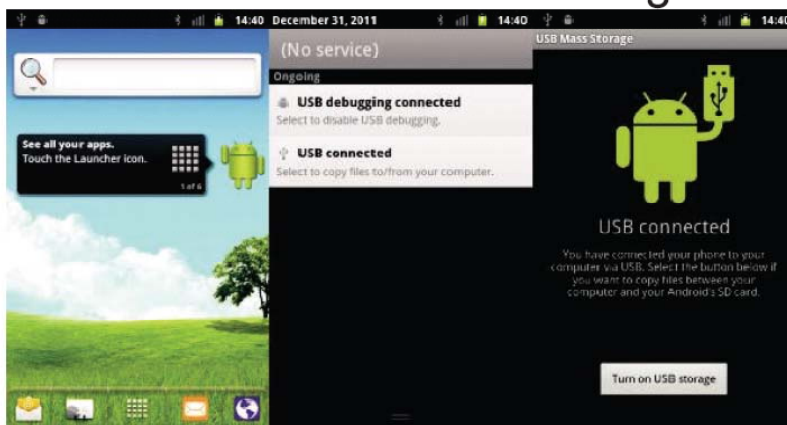 14:40
See all your apps.
Touch the Launcher icon.
1 of 6
December 31, 2011 14:40
(No service)
Ongoing
USB debugging connected
Select to disable USB debugging.
USB connected
Select to copy files to/from your computer.
14:40
USB Mass Storage
USB connected
You have connected your phone to your
computer via USB. Select the button below if
you want to copy files between your
computer and your Android's SD card.
Turn on USB storage